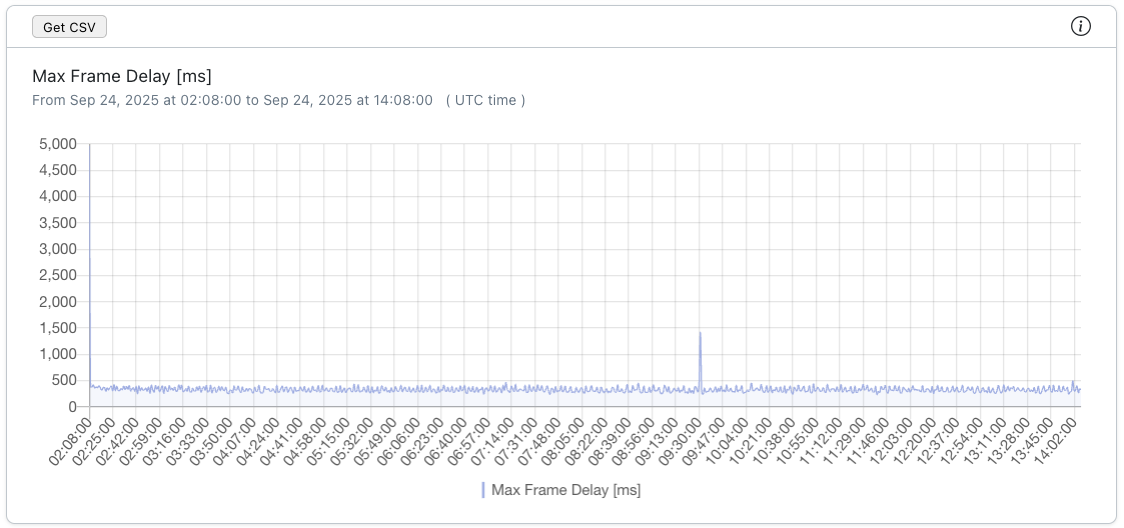 Get CSV
Max Frame Delay [ms]
From Sep 24, 2025 at 02:08:00 to Sep 24, 2025 at 14:08:00 ( UTC time )
5,000
4,500
4,000
3,500
3,000
2,500
2,000
1,500
1,000
500
0
02:08:00 02:25:00 02:42:00 02:59:00 03:16:00 03:33:00 03:50:00 04:07:00 04:24:00 04:41:00 04:58:00 05:15:00 05:32:00 05:49:00 06:06:00 06:23:00 06:40:00 06:57:00 07:14:00 07:31:00 07:48:00 08:05:00 08:22:00 08:39:00 08:56:00 09:13:00 09:30:00 09:47:00 10:04:00 10:21:00 10:38:00 10:55:00 11:12:00 11:29:00 11:46:00 12:03:00 12:20:00 12:37:00 12:54:00 13:11:00 13:28:00 13:45:00 14:02:00
Max Frame Delay [ms]